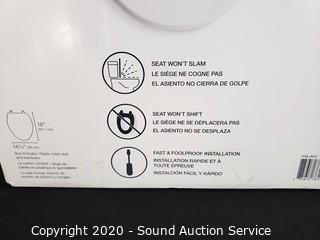 SEAT WON'T SLAM
LE SIÈGE NE COGNE PAS
EL ASIENTO NO CIERRA DE GOLPE
SEAT WON'T SHIFT
LE SIÈGE NE SE DÉPLACERA PAS
EL ASIENTO NO SE DESPLAZA
18"
14¼"
FAST & FOOLPROOF INSTALLATION
INSTALLATION RAPIDE ET À
TOUTE ÉPREUVE
INSTALACIÓN FÁCIL Y RÁPIDO
Copyright 2020 - Sound Auction Service